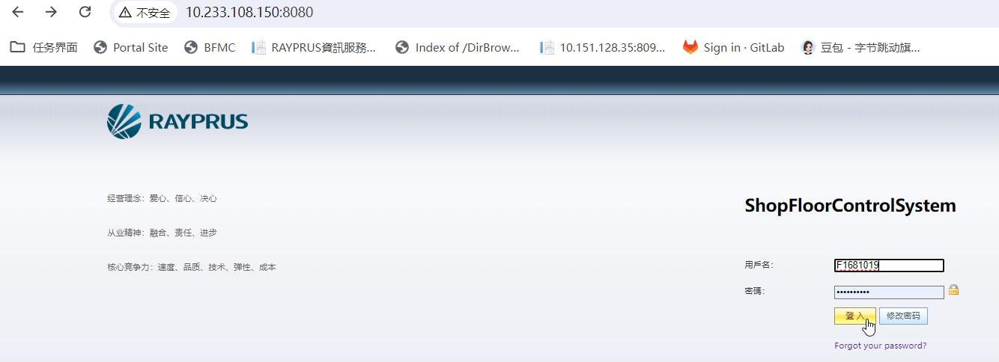 不安全 10.233.108.150:8080
任务界面 Portal Site BFMC RAYPRUS資訊服務... Index of /DirBrow... 10.151.128.35:809... Sign in · GitLab 豆包 - 字节跳动旗...
RAYPRUS
经营理念：爱心、信心、决心
从业精神：融合、责任、进步
核心竞争力：速度、品质、技术、弹性、成本
ShopFloorControlSystem
用戶名：
F1681019
密碼：
••••••••••
登 入 修改密码
Forgot your password?